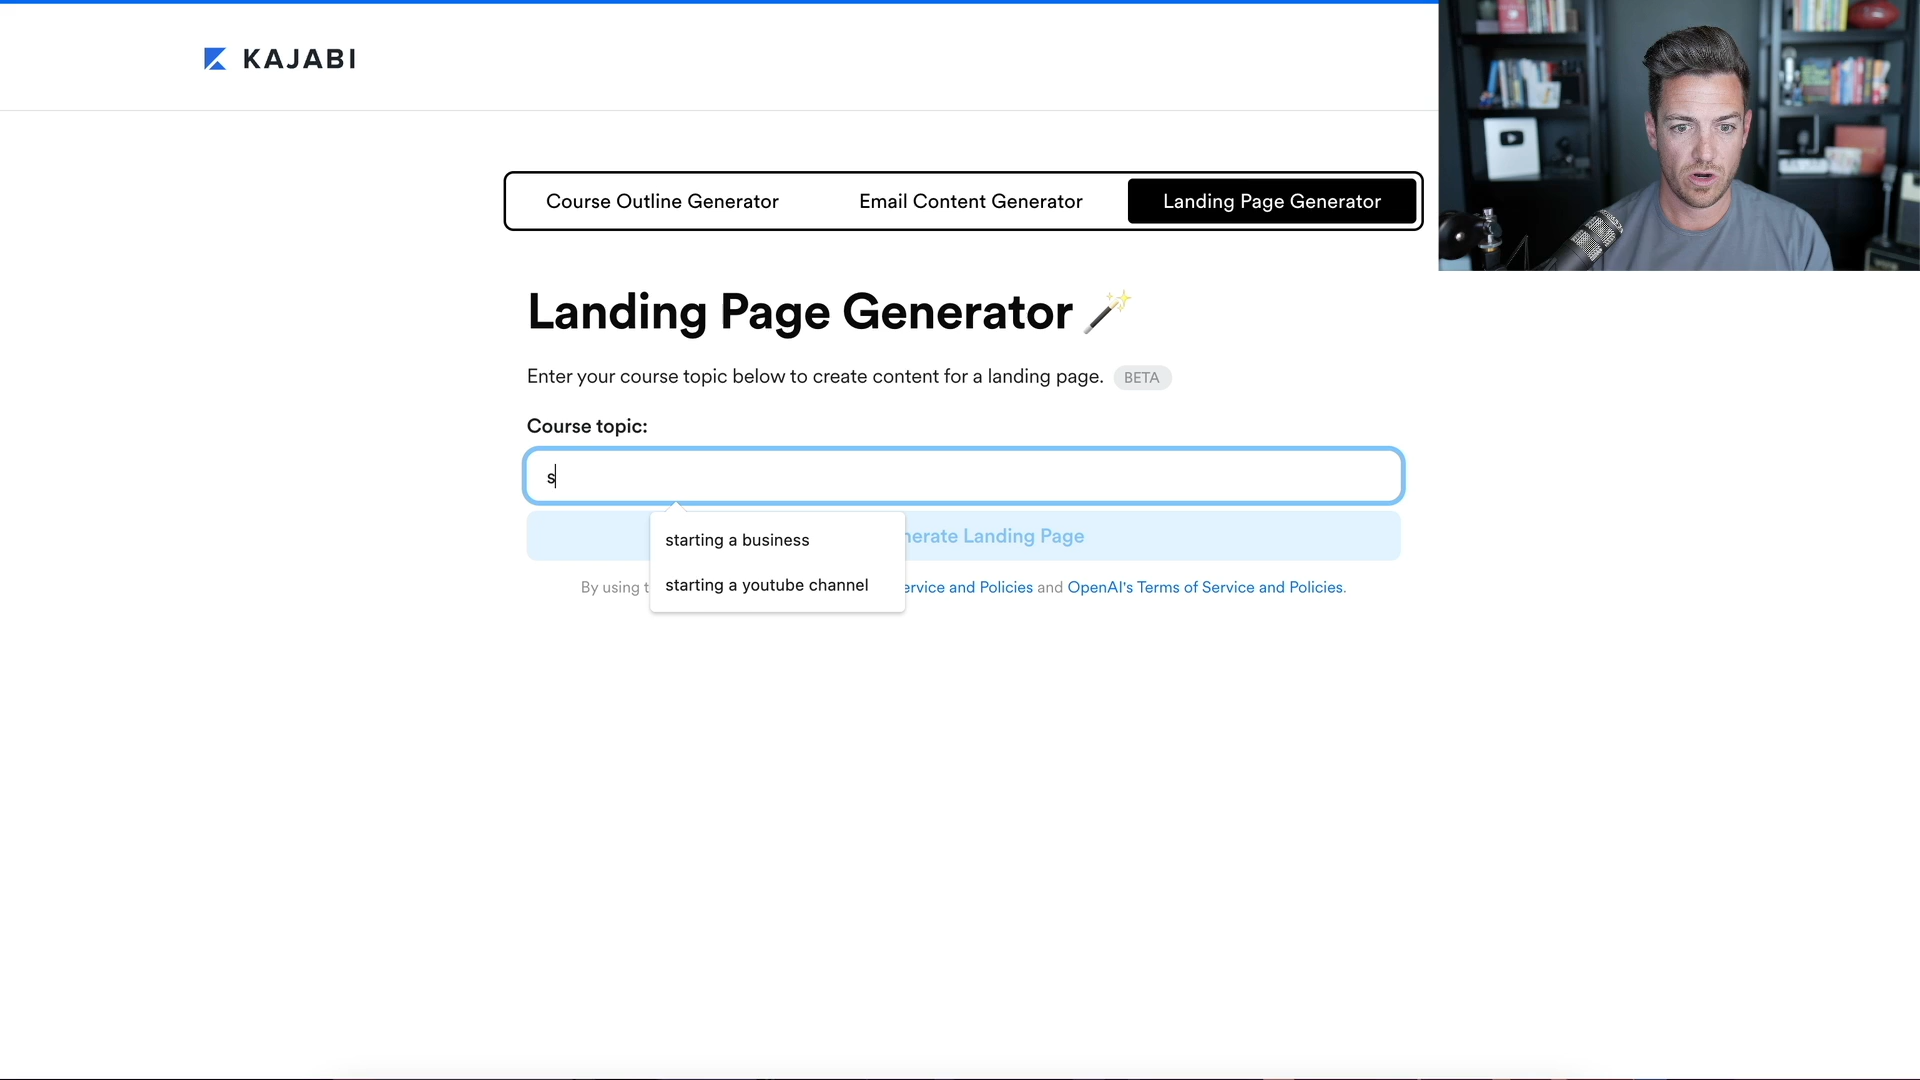 KAJABI
Course Outline Generator
Email Content Generator
Landing Page Generator
Landing Page Generator
Enter your course topic below to create content for a landing page. BETA
Course topic:
s
starting a business
starting a youtube channel
nerate Landing Page
By using t
ervice and Policies and OpenAI's Terms of Service and Policies.